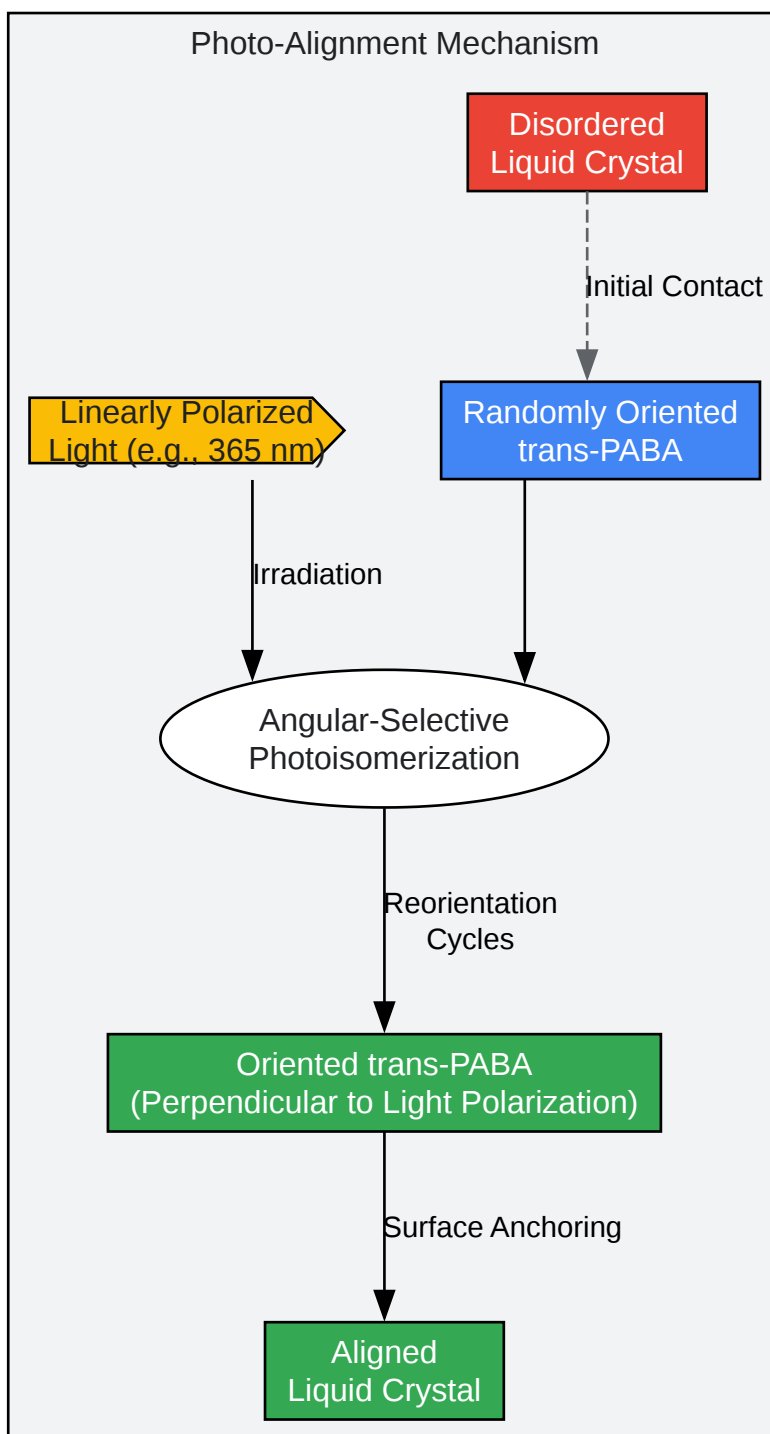 Photo-Alignment Mechanism
Disordered
Liquid Crystal
Initial Contact
Linearly Polarized
Light (e.g., 365 nm)
Randomly Oriented
trans-PABA
Irradiation
Angular-Selective
Photoisomerization
Reorientation
Cycles
Oriented trans-PABA
(Perpendicular to Light Polarization)
Surface Anchoring
Aligned
Liquid Crystal